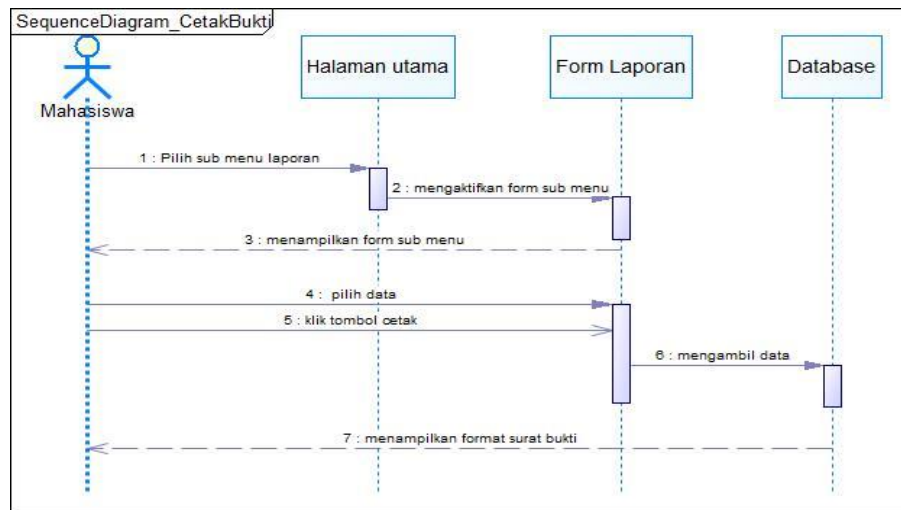 SequenceDiagram_CetakBukti
Halaman utama
Form Laporan
Database
Mahasiswa
1 : Pilih sub menu laporan
2 : mengaktifkan form sub menu
3 : menampilkan form sub menu
4 : pilih data
5 : klik tombol cetak
6 : mengambil data
7 : menampilkan format surat bukti